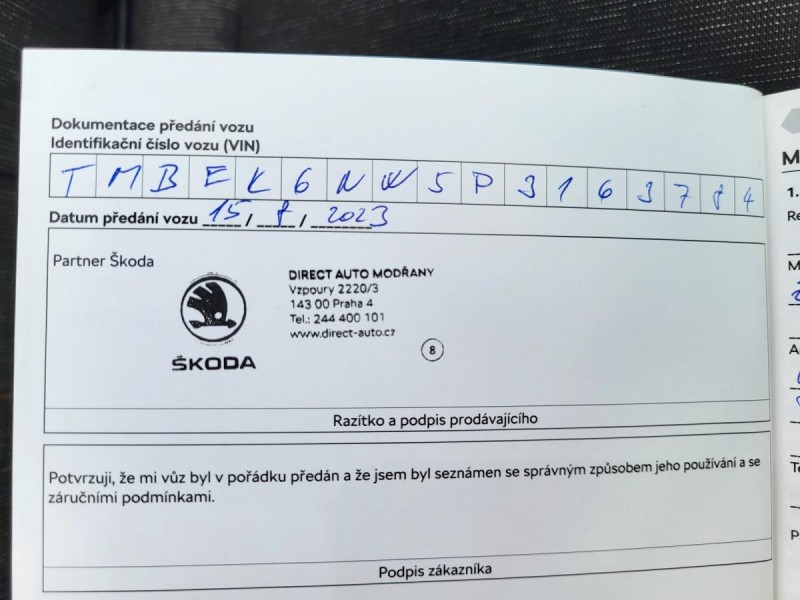 Dokumentace předání vozu
Identifikační číslo vozu (VIN)
T M B E K 6 N W 5 P 3 1 6 3 7 8 4
Datum předání vozu 15 / 8 / 2023
Partner Škoda
ŠKODA
DIRECT AUTO MODŘANY
Vzpoury 2220/3
143 00 Praha 4
Tel.: 244 400 101
www.direct-auto.cz
8
Razítko a podpis prodávajícího
Potvrzuji, že mi vůz byl v pořádku předán a že jsem byl seznámen se správným způsobem jeho používání a se
záručními podmínkami.
Podpis zákazníka
M
1.